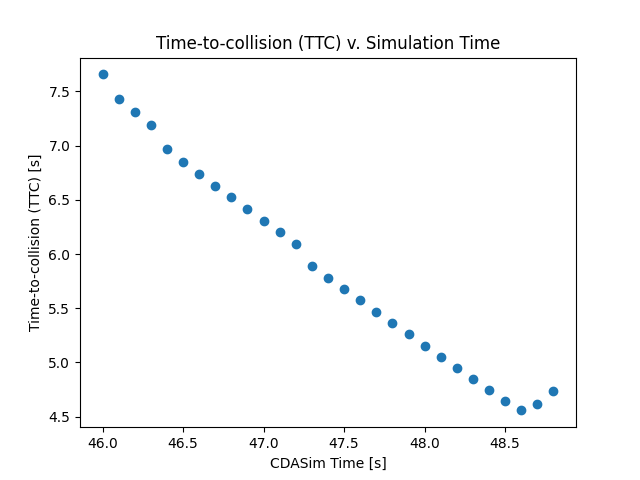 Time-to-collision (TTC) v. Simulation Time
Time-to-collision (TTC) [s]
7.5
7.0
6.5
6.0
5.5
5.0
4.5
46.0 46.5 47.0 47.5 48.0 48.5
CDASim Time [s]